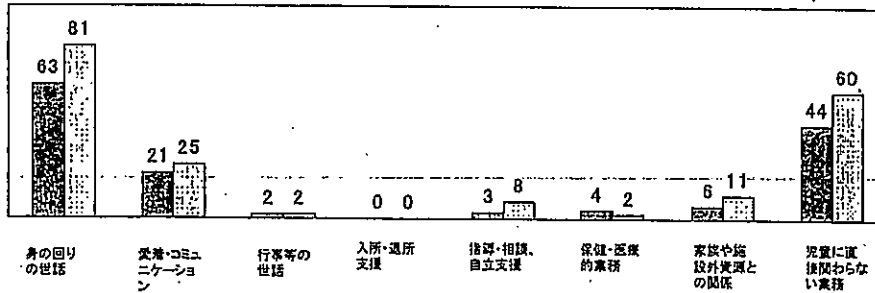 63 81
21 25
2 2
0 0
3 8
4 2
6 11
44 60
身の回り
の世話
愛着・コミュ
ニケーショ
ン
行事等の
世話
入所・退所
支援
指導・相談、
自立支援
保健・医療
的業務
家族や施
設外資源と
の関係
児童に直
接関わらな
い業務